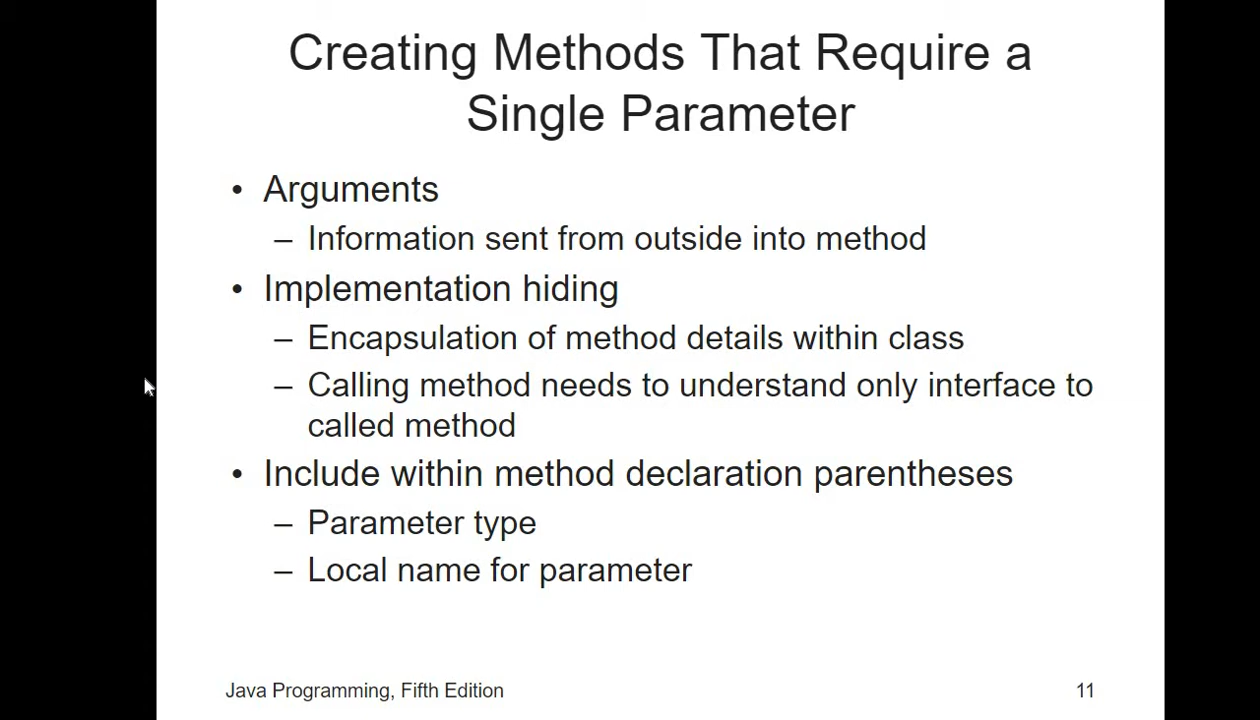 Creating Methods That Require a
Single Parameter
• Arguments
– Information sent from outside into method
• Implementation hiding
– Encapsulation of method details within class
– Calling method needs to understand only interface to
called method
• Include within method declaration parentheses
– Parameter type
– Local name for parameter
Java Programming, Fifth Edition
11